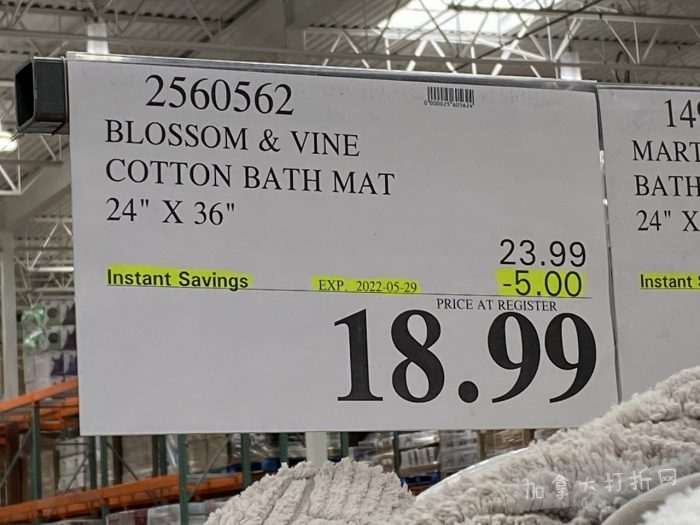 2560562
BLOSSOM & VINE
COTTON BATH MAT
24" X 36"
23.99
Instant Savings EXP. 2022-05-29 -5.00
PRICE AT REGISTER
18.99
MART
BATH
24" X
Instant
加拿大打折网